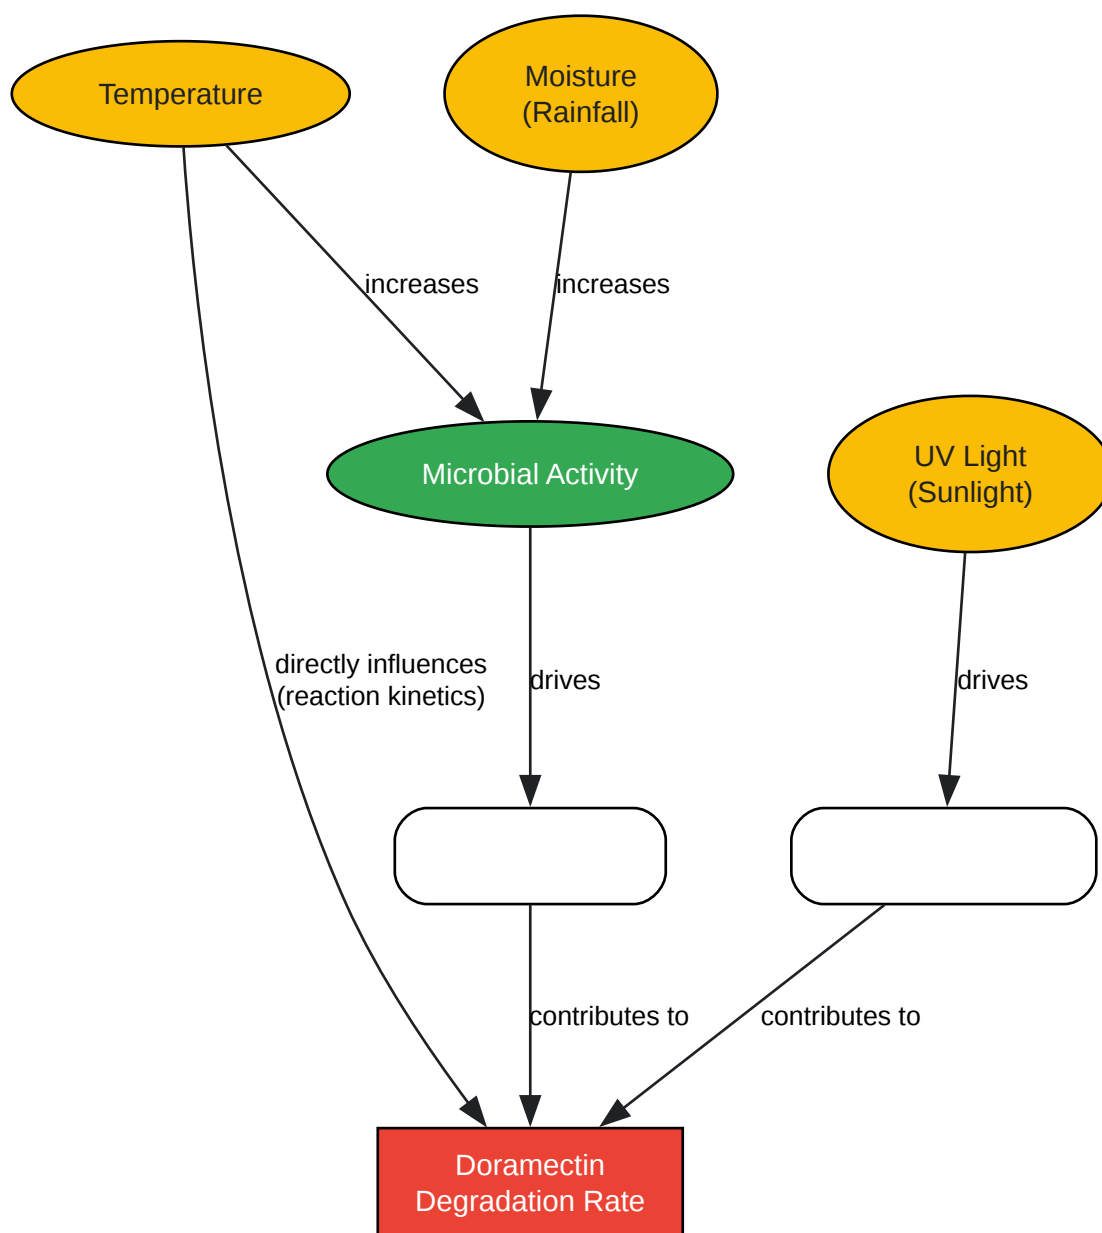 Temperature
Moisture
(Rainfall)
increases
increases
Microbial Activity
UV Light
(Sunlight)
directly influences
(reaction kinetics)
drives
drives
contributes to
contributes to
Doramectin
Degradation Rate